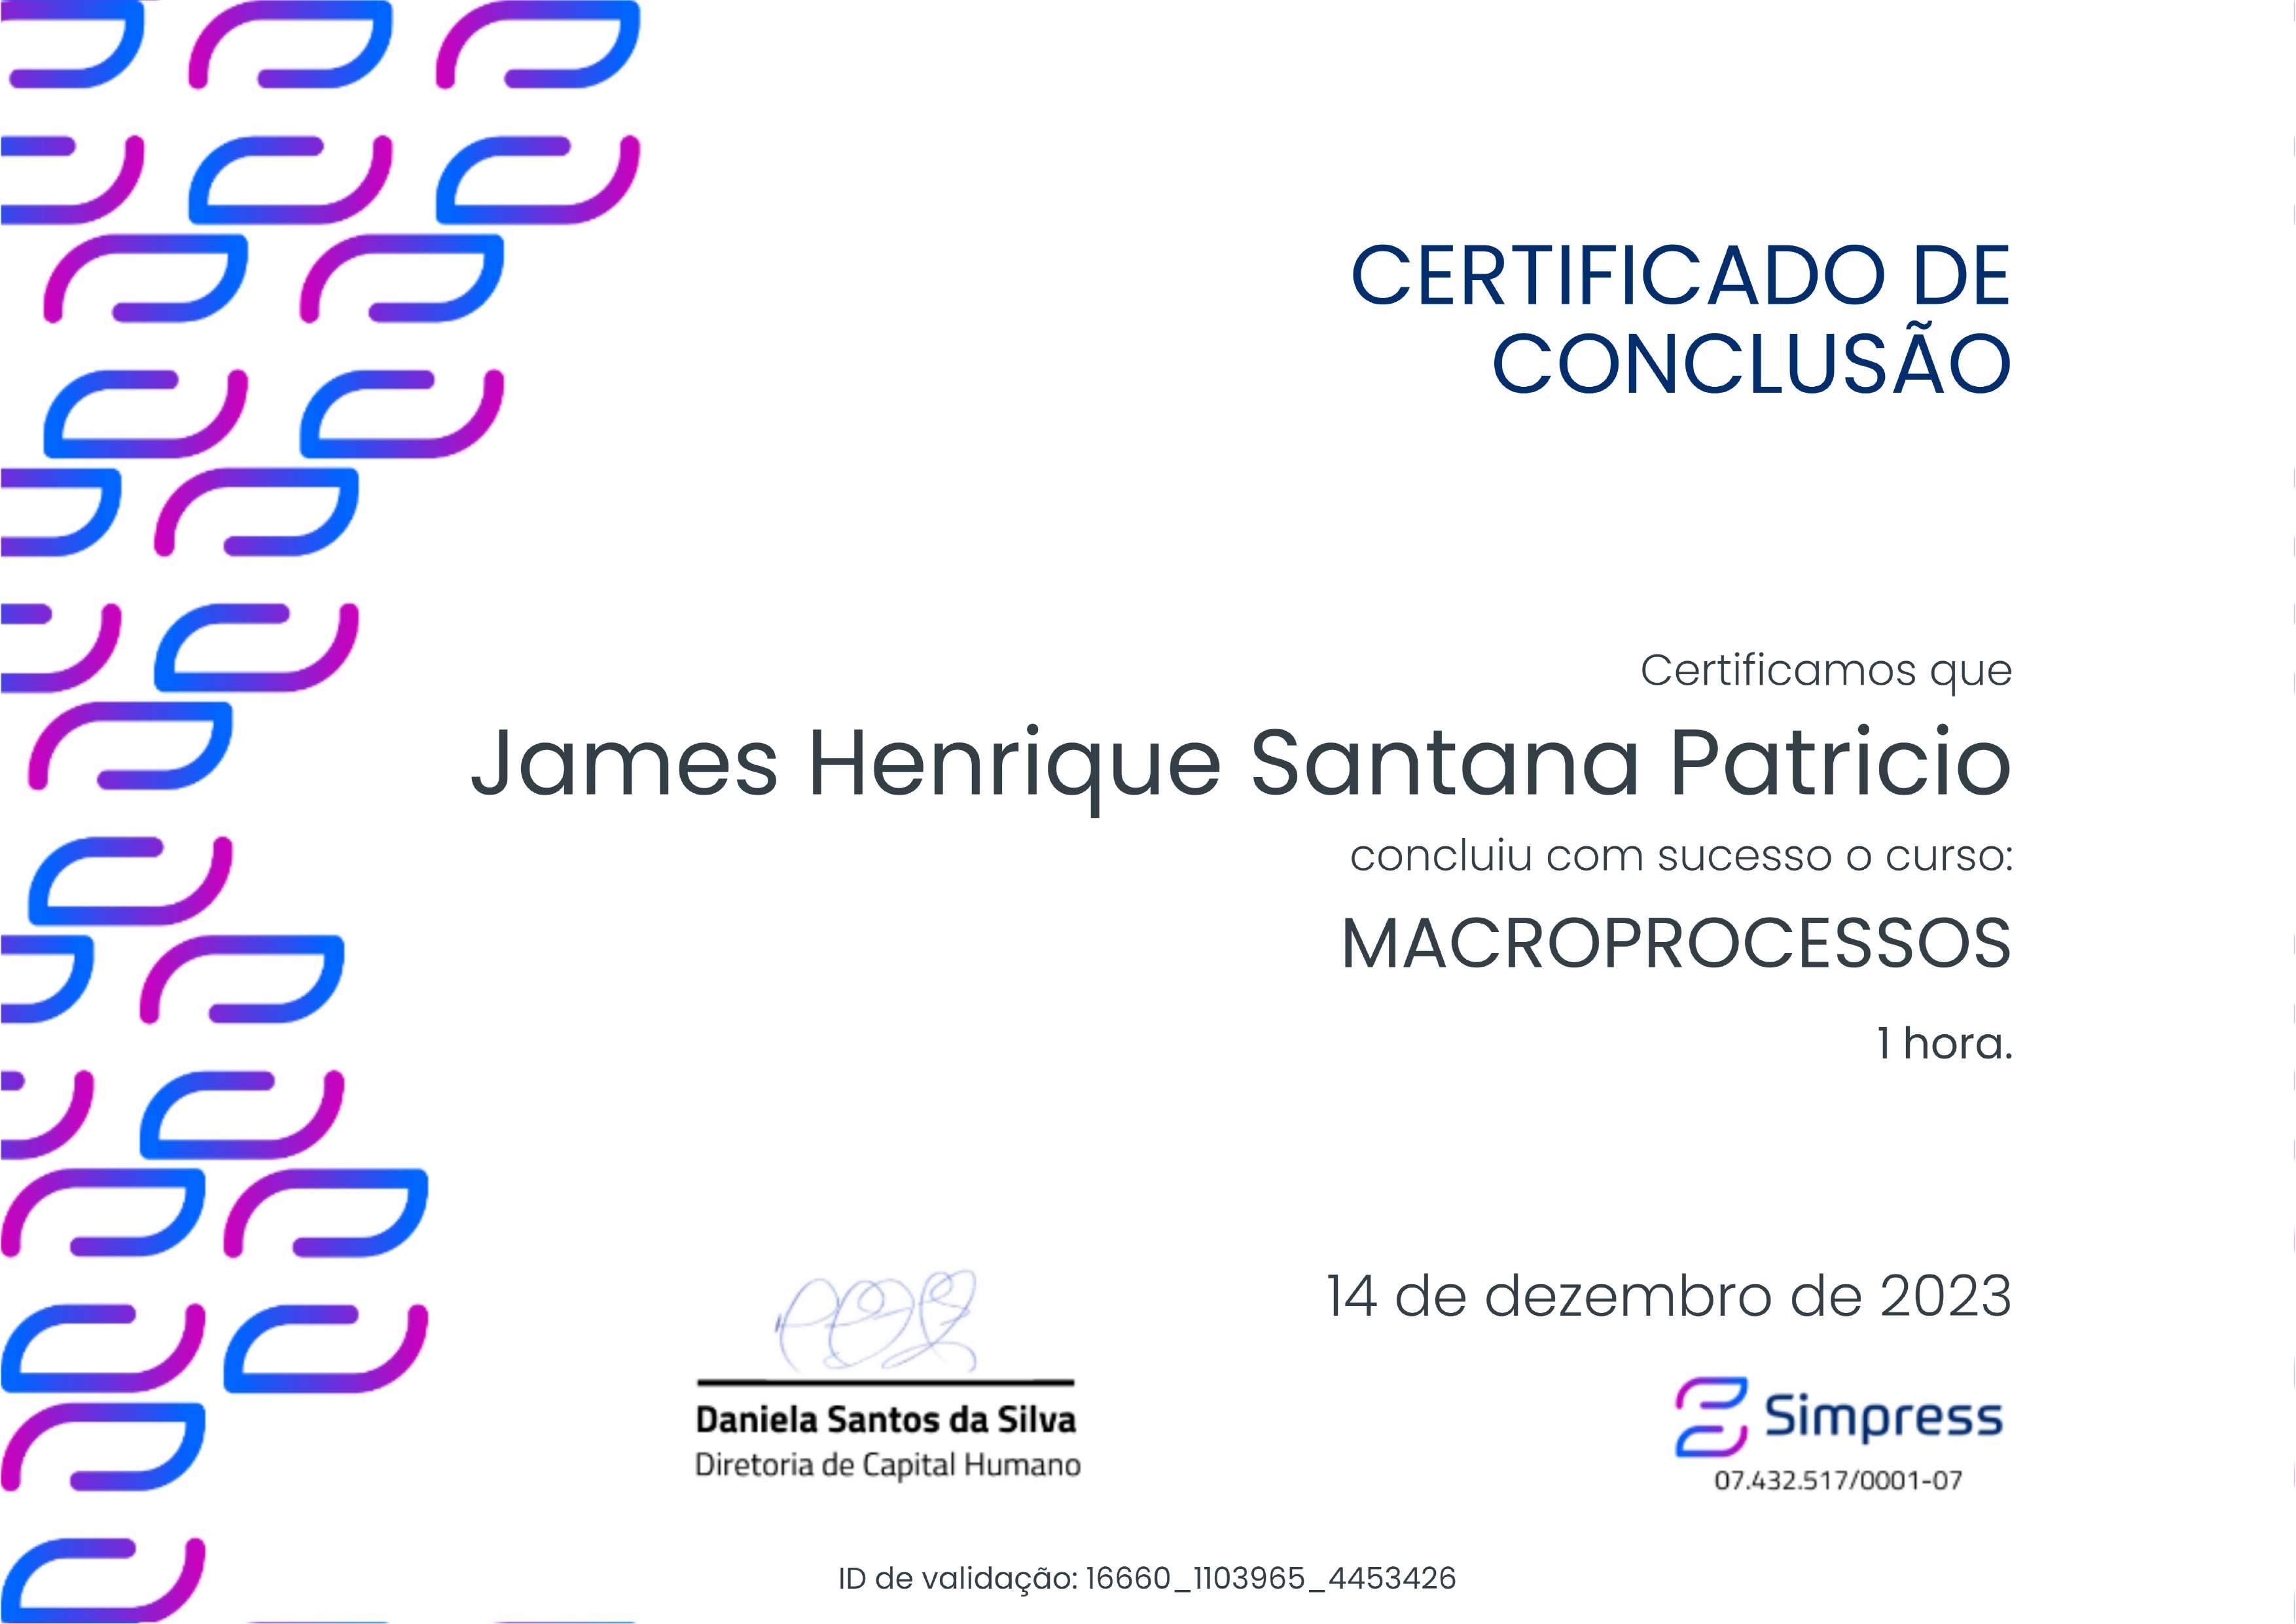 CERTIFICADO DE
CONCLUSÃO
Certificamos que
James Henrique Santana Patricio
concluiu com sucesso o curso:
MACROPROCESSOS
1 hora.
14 de dezembro de 2023
Daniela Santos da Silva
Diretoria de Capital Humano
Simpress
07.432.517/0001-07
ID de validação: 16660_1103965_4453426